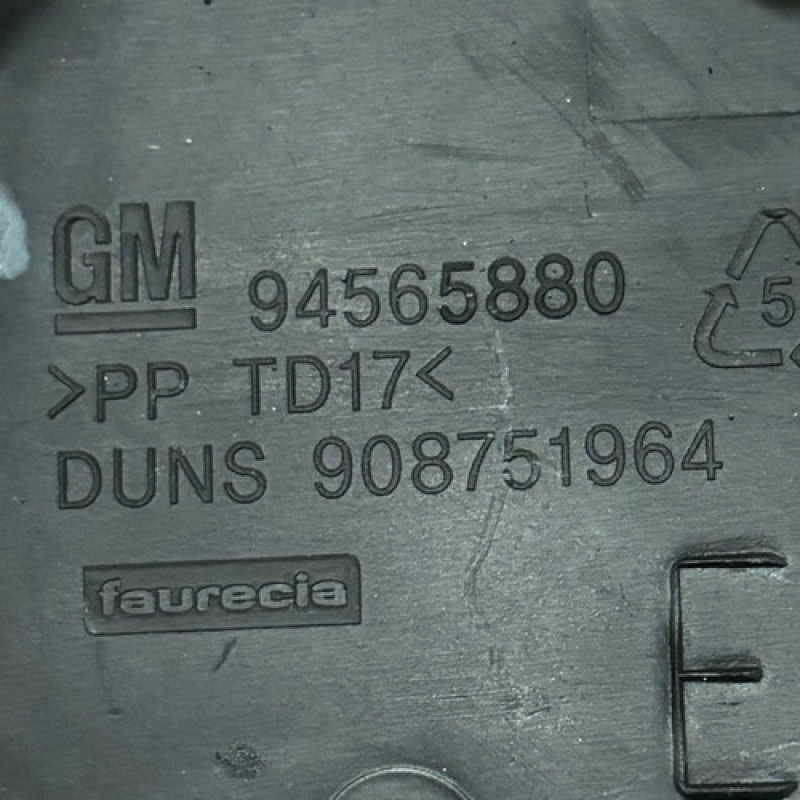 GM 94565880
5
>PP TD17<
DUNS 908751964
faurecia
E